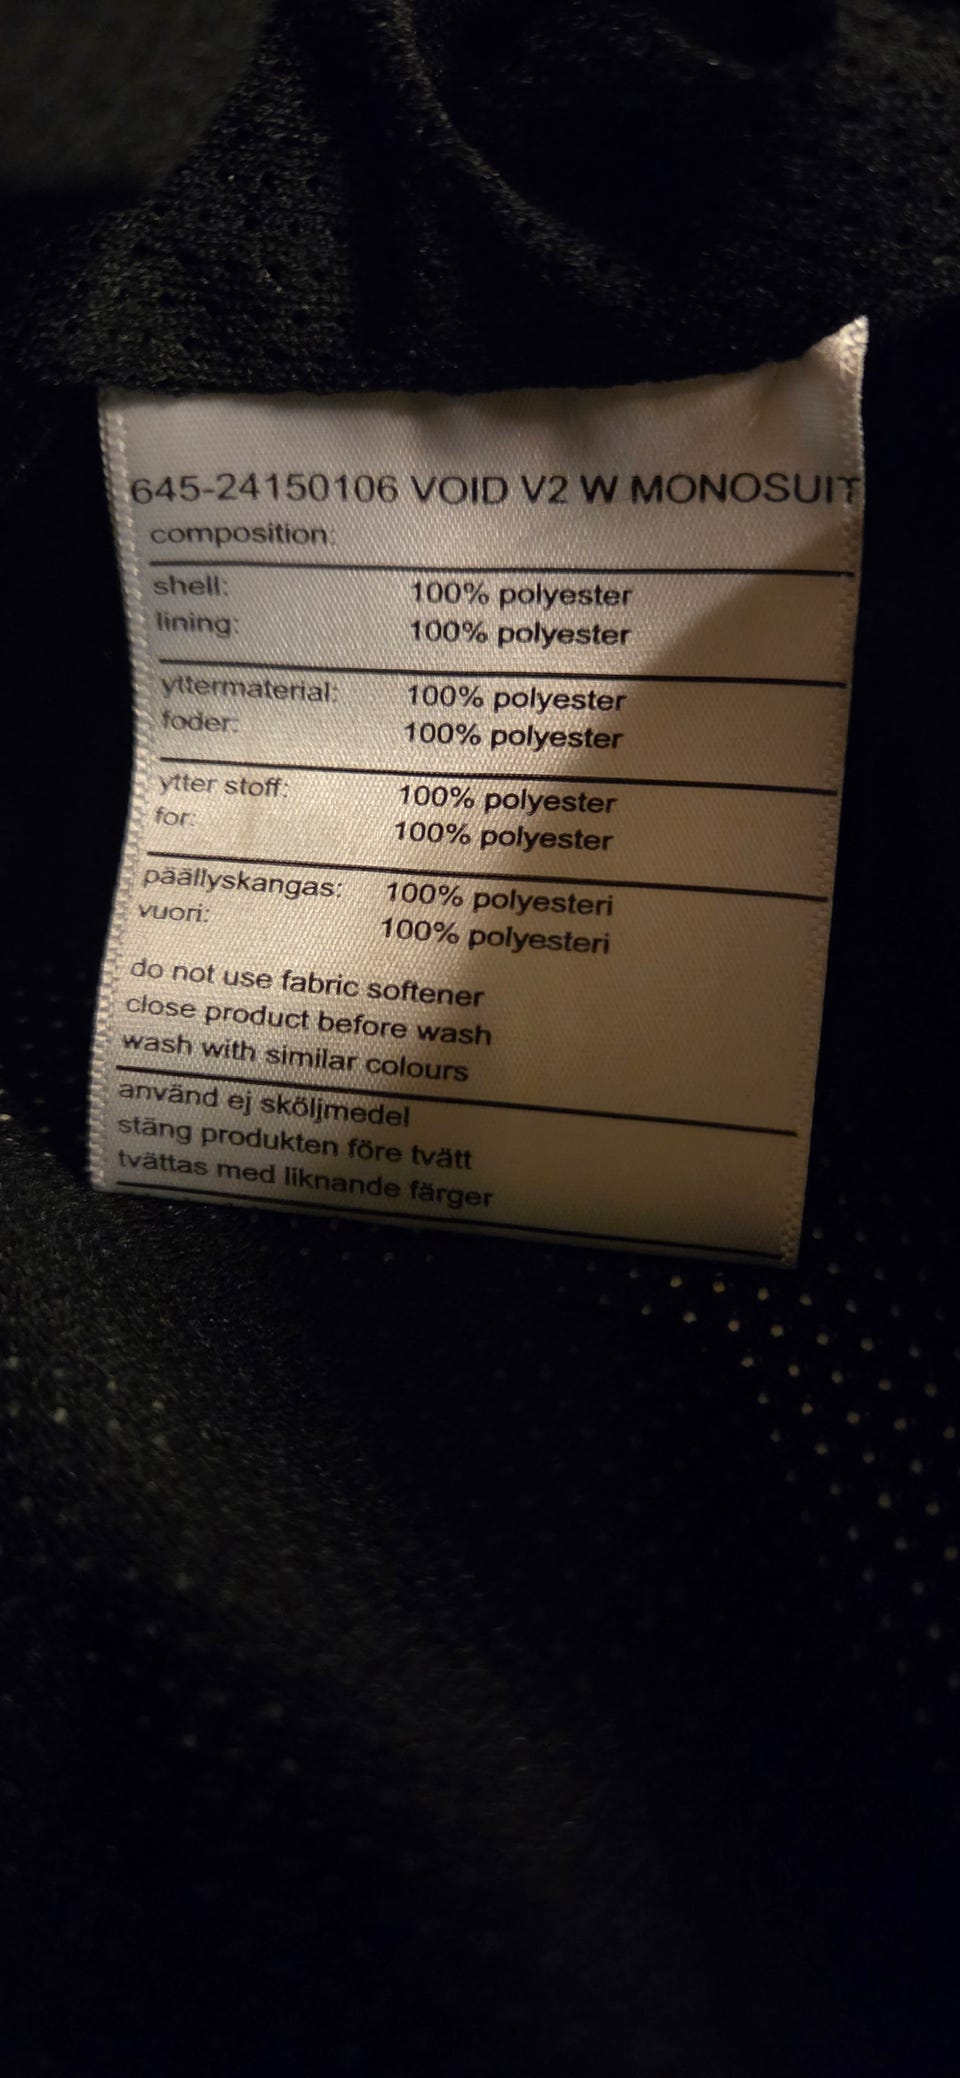 645-24150106 VOID V2 W MONOSUIT
composition:
shell: 100% polyester
lining: 100% polyester
yttermaterial: 100% polyester
foder: 100% polyester
ytter stoff: 100% polyester
for: 100% polyester
päällyskangas: 100% polyesteri
vuori: 100% polyesteri
do not use fabric softener
close product before wash
wash with similar colours
använd ej sköljmedel
stäng produkten före tvätt
tvättas med liknande färger